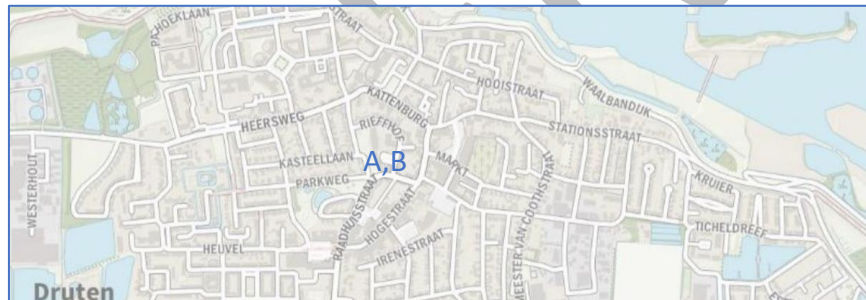 PAHOEKLAAN
STRAAT
HOOISTRAAT
WAALBANDIJK
KATTENBURG
HEERSWEG
RIEFFHOF
STATIONSSTRAAT
KASTEELLAAN
A,B
MARKT
PARKWEG
KRUIER
WESTERHOUT
RAADHUISSTRAAT
HOGESTRAAT
MEESTER VAN COOTHSTRAAT
TICHELDREEF
HEUVEL
IRENESTRAAT
Druten